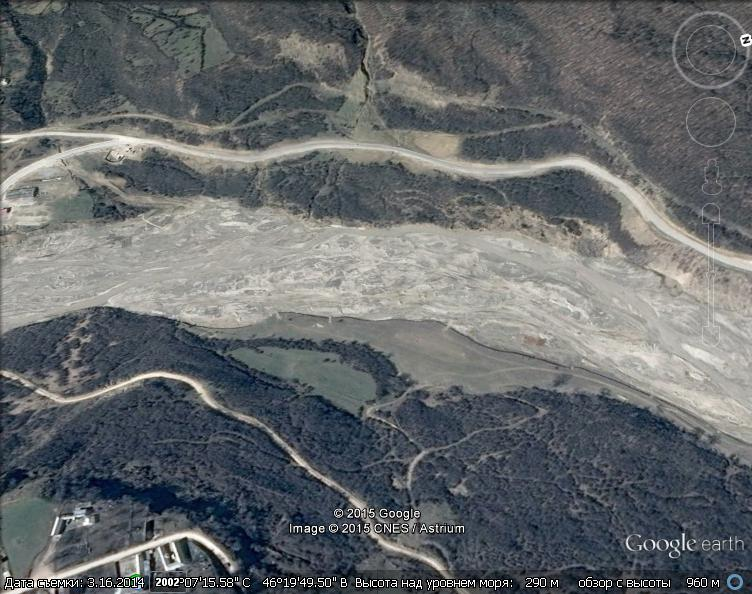 N
© 2015 Google
Image © 2015 CNES / Astrium
Google earth
Дата съемки: 3.16.2014 2002 °07'15.58" С 46°19'49.50" В Высота над уровнем моря: 290 м обзор с высоты 960 м